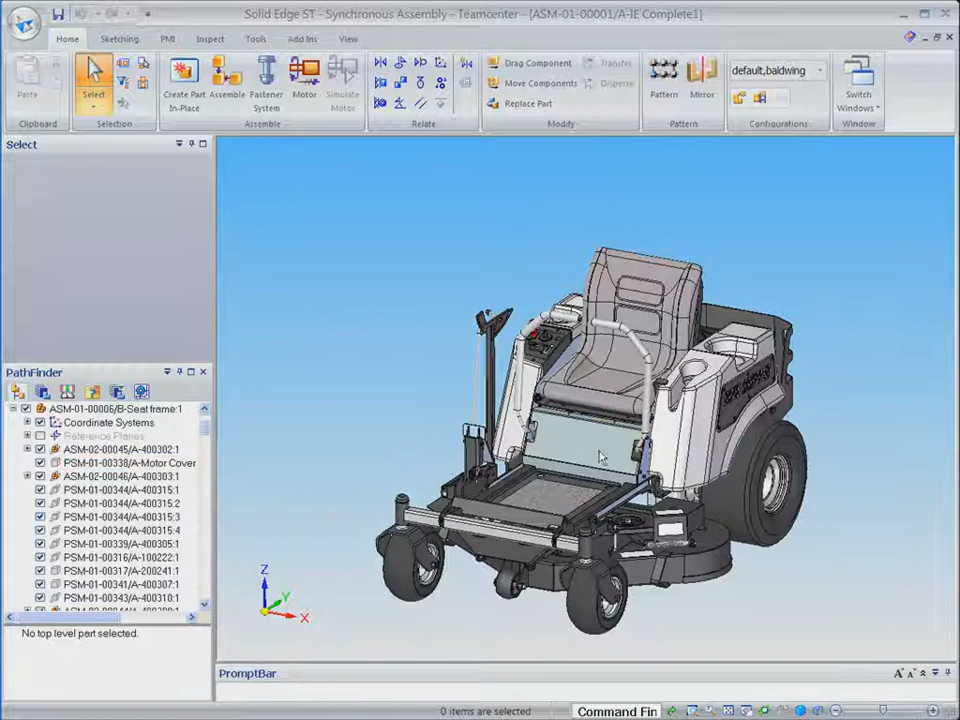 Solid Edge ST - Synchronous Assembly - Teamcenter - [ASM-01-00001/A-IE Complete1]
Home Sketching PMI Inspect Tools Add Ins View
Paste
Select
Create Part In-Place
Assemble
Fastener System
Motor
Simulate Motor
Drag Component
Move Components
Replace Part
Transfer
Disperse
Pattern
Mirror
default,baldwing
Switch Windows
Clipboard Selection Assemble Relate Modify Pattern Configurations Window
Select
PathFinder
ASM-01-00006/B-Seat frame:1
Coordinate Systems
Reference Planes
ASM-02-00045/A-400302:1
PSM-01-00338/A-Motor Cover
ASM-02-00046/A-400303:1
PSM-01-00344/A-400315:1
PSM-01-00344/A-400315:2
PSM-01-00344/A-400315:3
PSM-01-00344/A-400315:4
PSM-01-00339/A-400305:1
PSM-01-00316/A-100222:1
PSM-01-00317/A-200241:1
PSM-01-00341/A-400307:1
PSM-01-00343/A-400310:1
No top level part selected.
Z
Y
X
PromptBar
0 items are selected
Command Fin